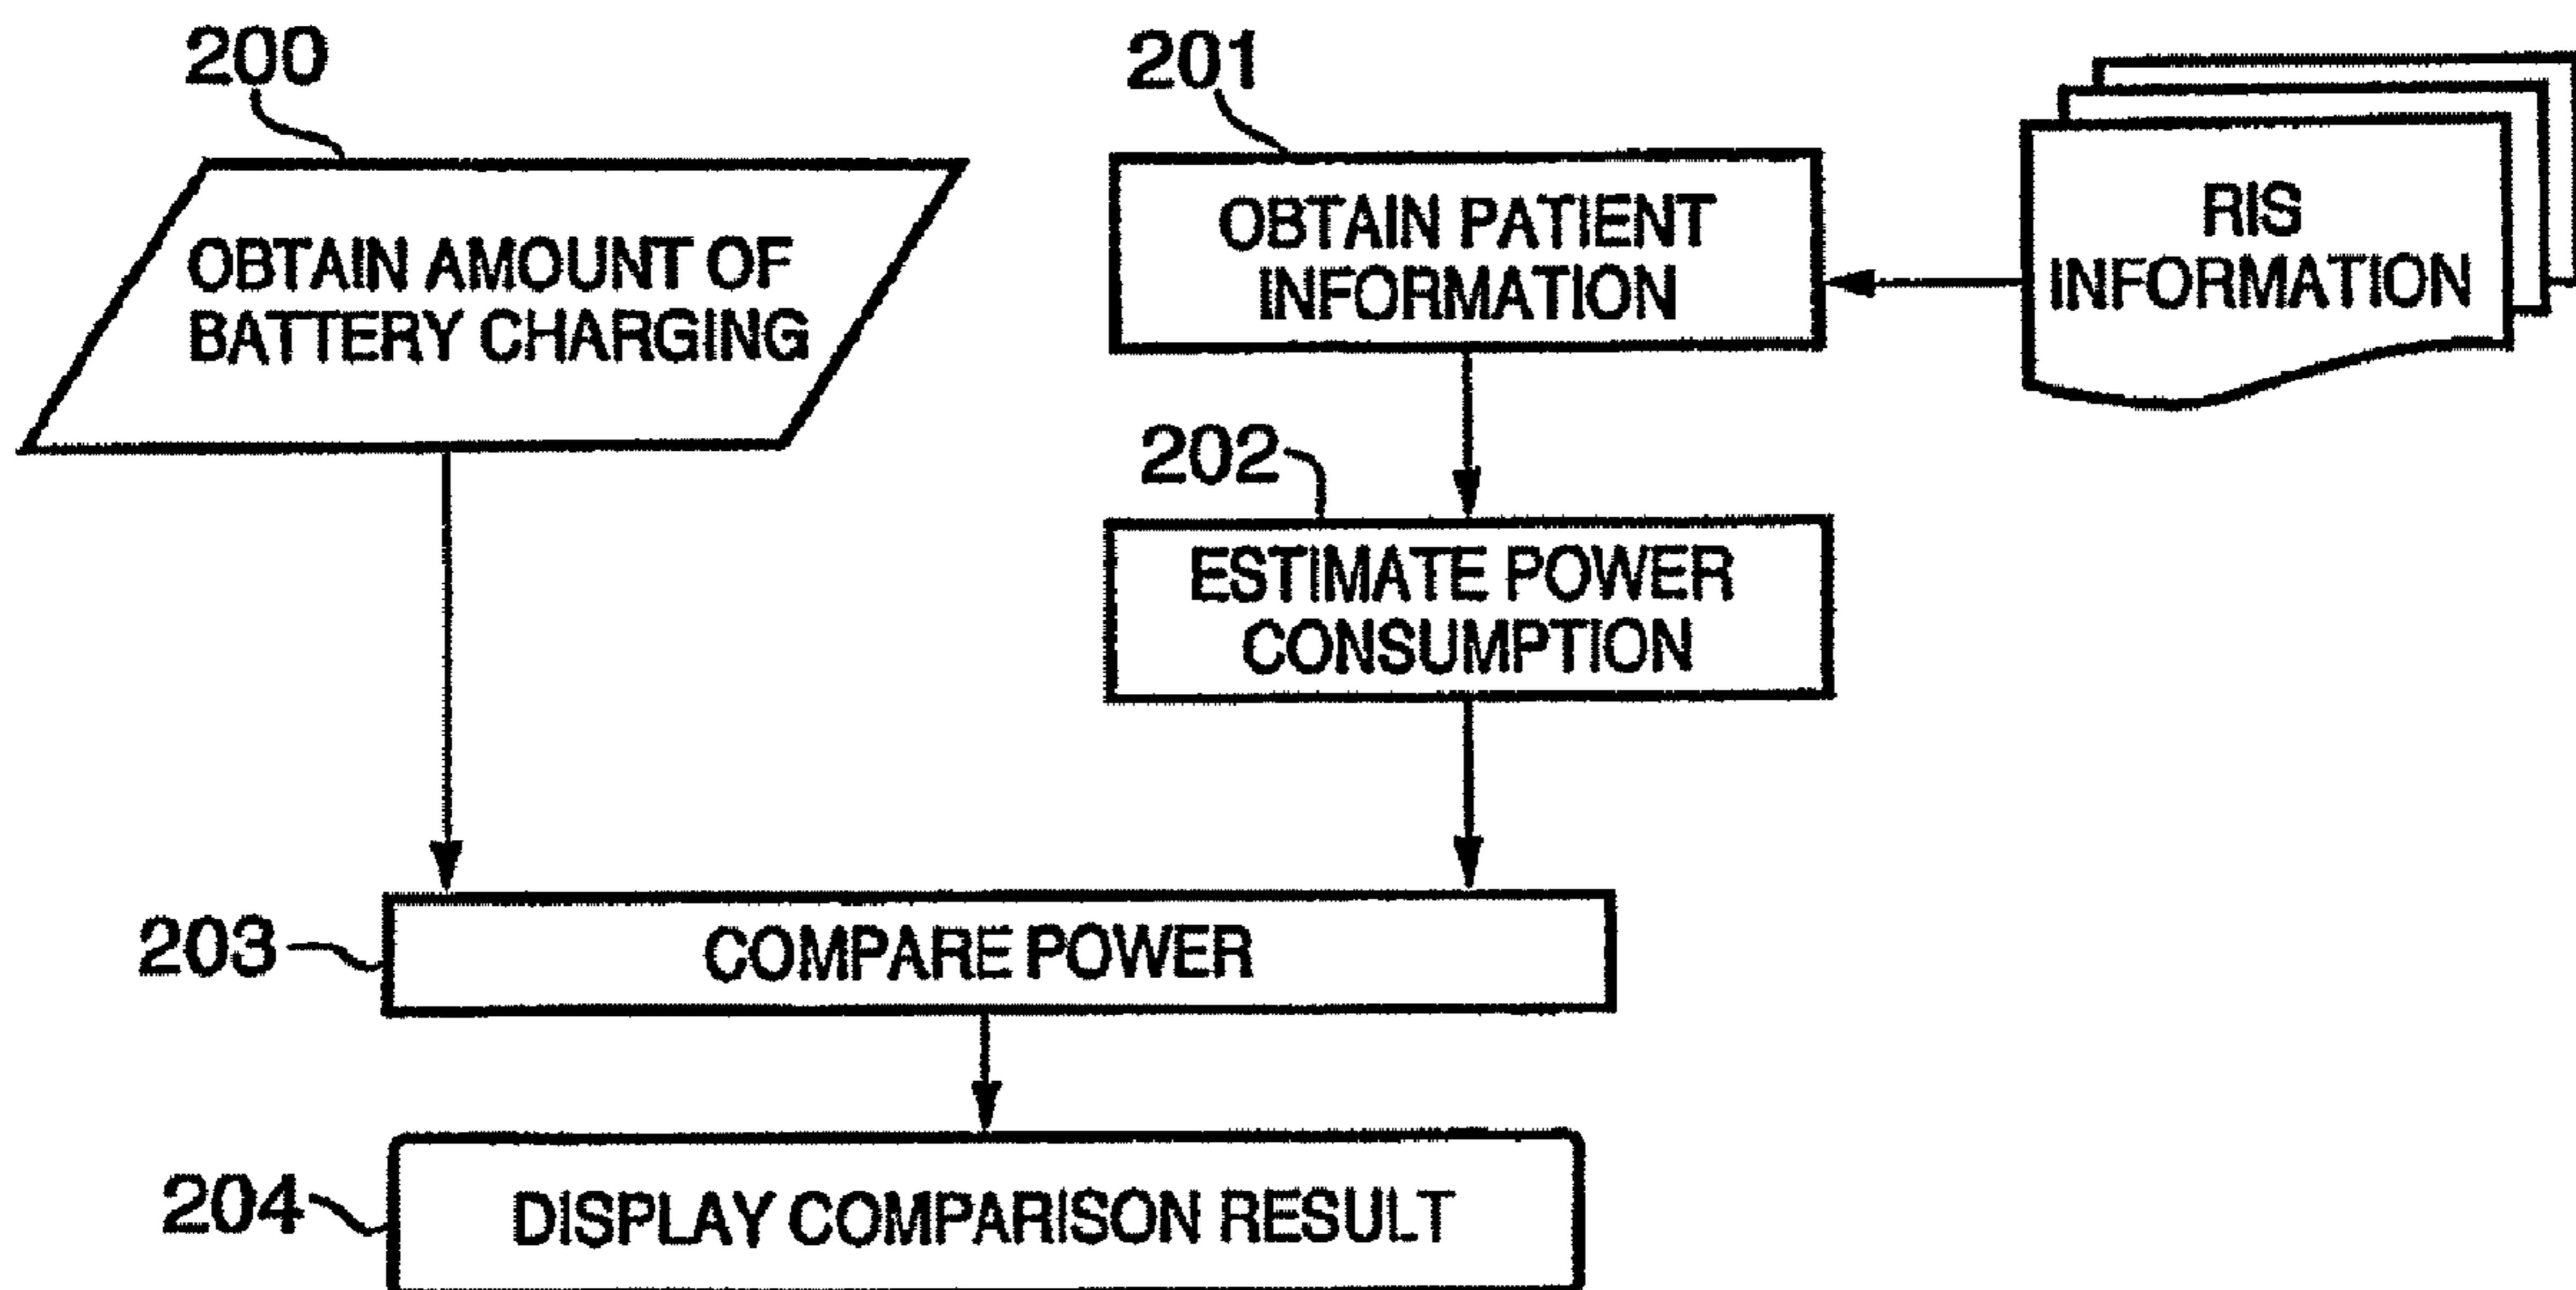 200
OBTAIN AMOUNT OF
BATTERY CHARGING
201
OBTAIN PATIENT
INFORMATION
RIS
INFORMATION
202
ESTIMATE POWER
CONSUMPTION
203
COMPARE POWER
204
DISPLAY COMPARISON RESULT